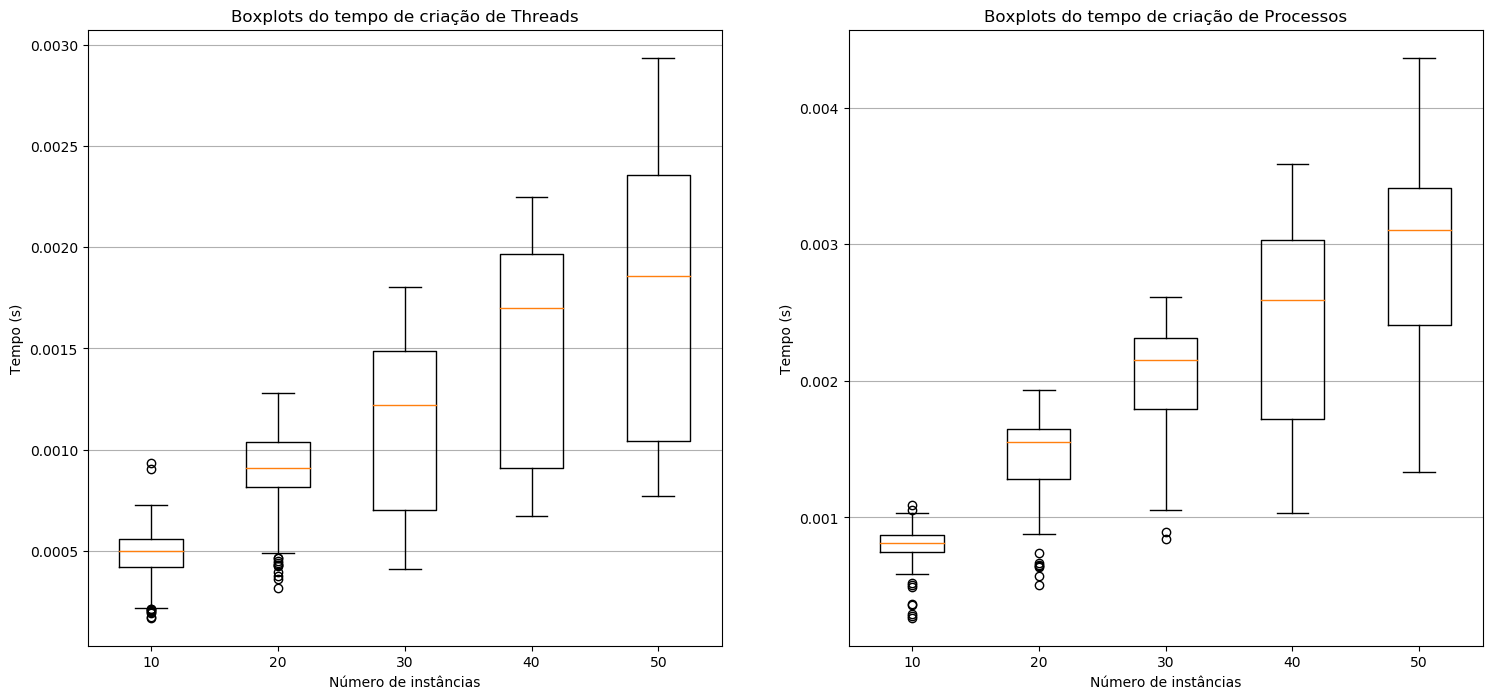 Boxplots do tempo de criação de Threads
Tempo (s)
0.0030
0.0025
0.0020
0.0015
0.0010
0.0005
10 20 30 40 50
Número de instâncias
Boxplots do tempo de criação de Processos
Tempo (s)
0.004
0.003
0.002
0.001
10 20 30 40 50
Número de instâncias